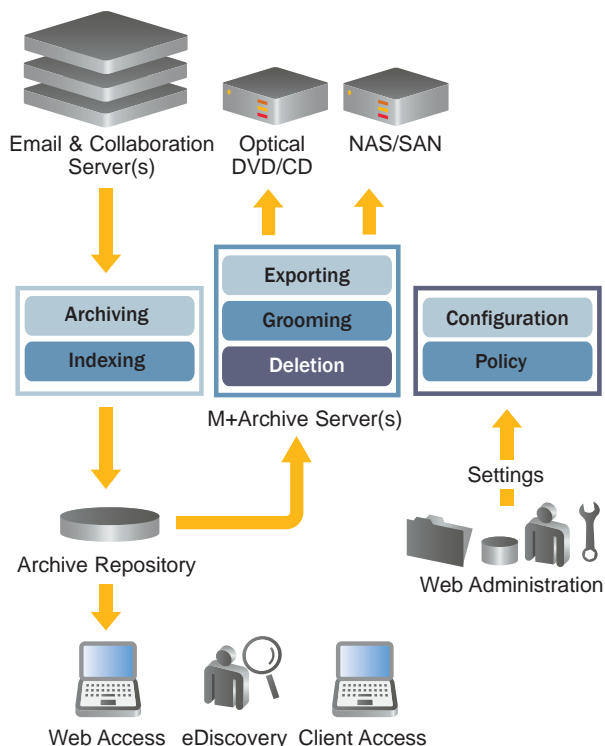 Email & Collaboration
Server(s)
Optical
DVD/CD
NAS/SAN
Archiving
Indexing
Exporting
Grooming
Deletion
Configuration
Policy
M+Archive Server(s)
Settings
Archive Repository
Web Administration
Web Access
eDiscovery
Client Access